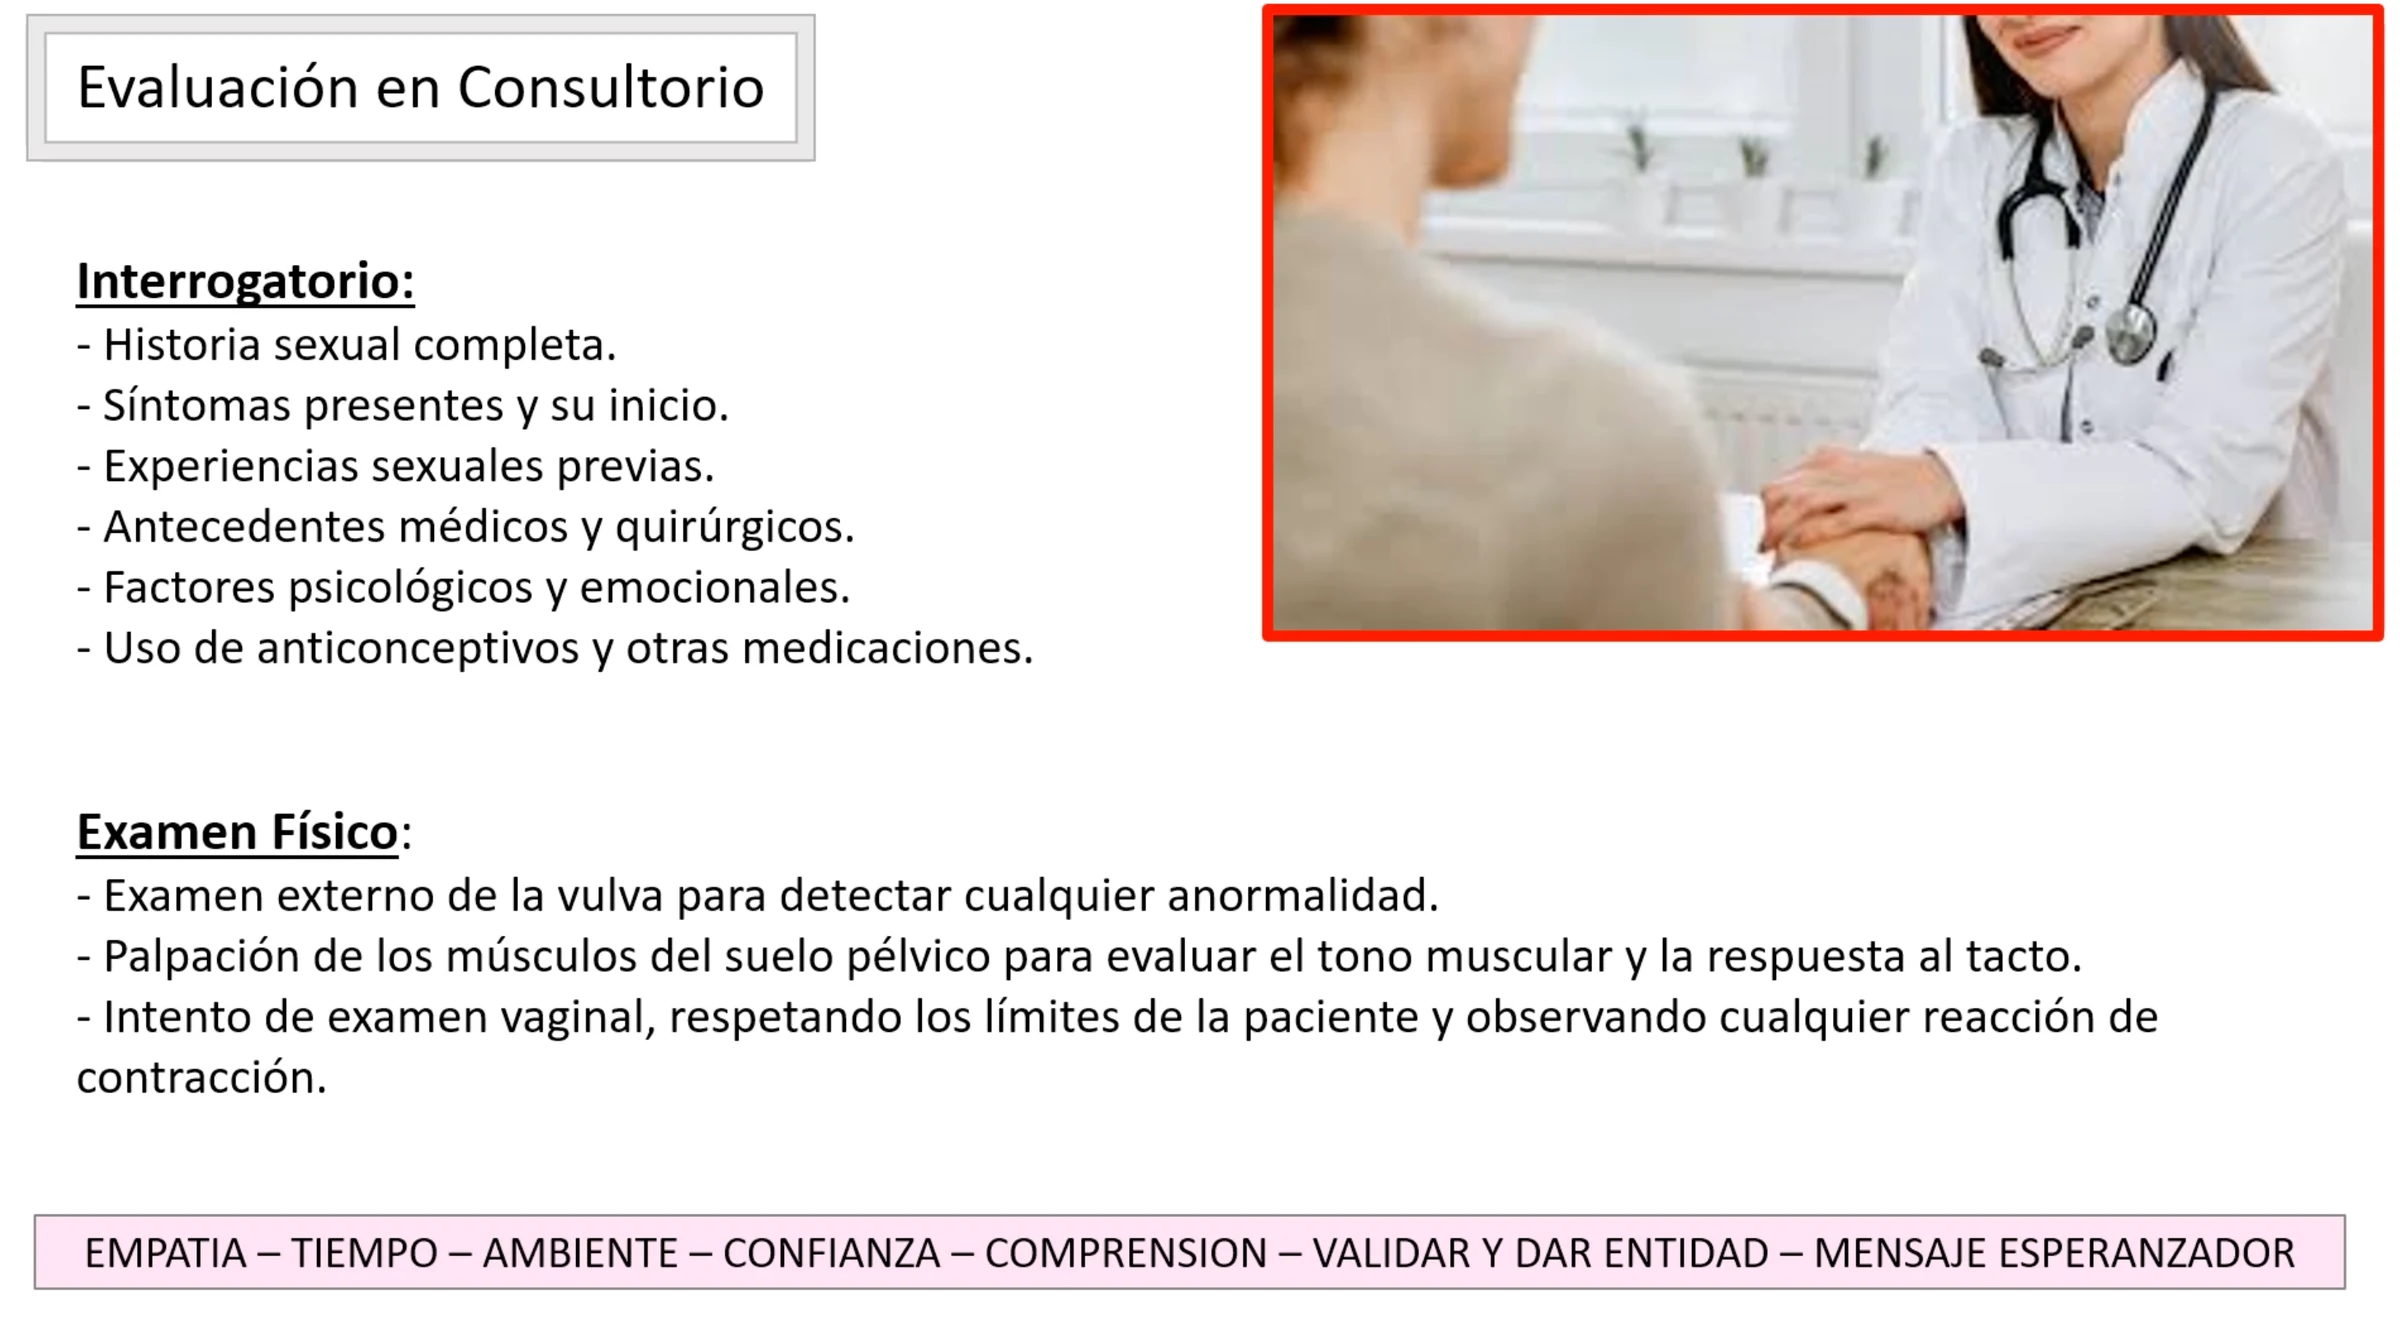 Evaluación en Consultorio
Interrogatorio:
- Historia sexual completa.
- Síntomas presentes y su inicio.
- Experiencias sexuales previas.
- Antecedentes médicos y quirúrgicos.
- Factores psicológicos y emocionales.
- Uso de anticonceptivos y otras medicaciones.
Examen Físico:
- Examen externo de la vulva para detectar cualquier anormalidad.
- Palpación de los músculos del suelo pélvico para evaluar el tono muscular y la respuesta al tacto.
- Intento de examen vaginal, respetando los límites de la paciente y observando cualquier reacción de
contracción.
EMPATIA – TIEMPO – AMBIENTE – CONFIANZA – COMPRENSION – VALIDAR Y DAR ENTIDAD – MENSAJE ESPERANZADOR